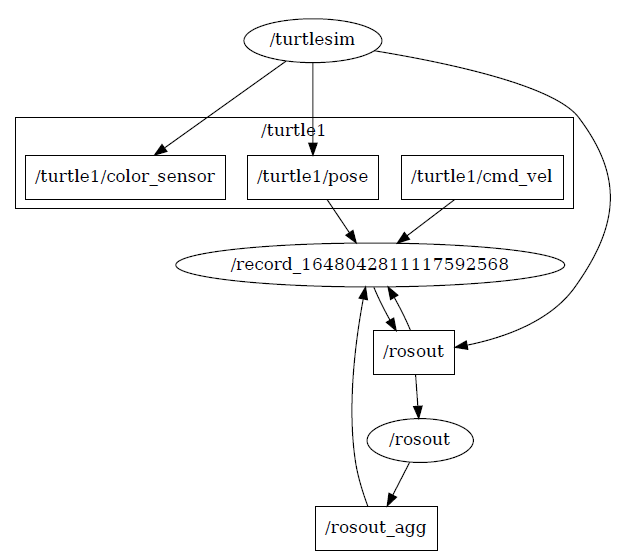 /turtlesim
/turtle1
/turtle1/color_sensor
/turtle1/pose
/turtle1/cmd_vel
/record_1648042811117592568
/rosout
/rosout
/rosout_agg